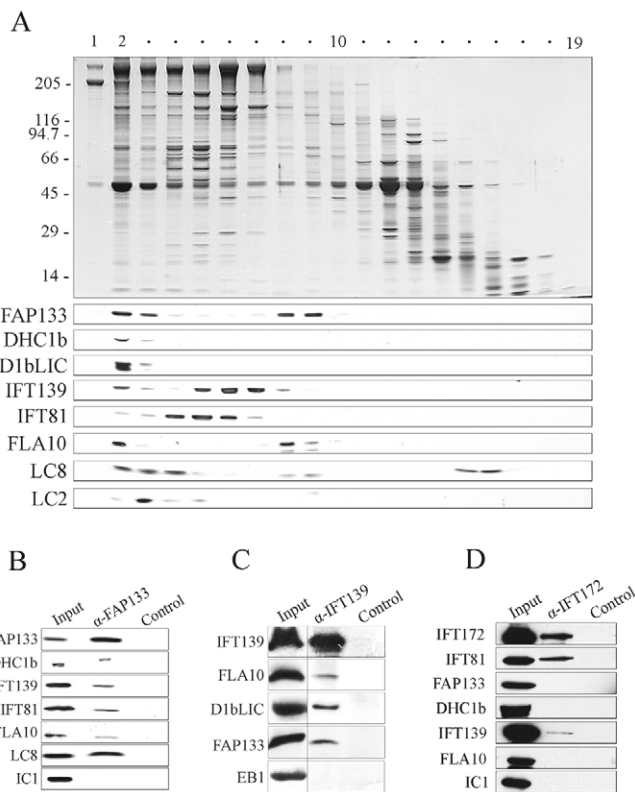 A
1 2 · · · · · · · 10 · · · · · · · · 19
205 -
116 -
94.7 -
66 -
45 -
29 -
14 -
FAP133
DHC1b
D1bLIC
IFT139
IFT81
FLA10
LC8
LC2
B
Input α-FAP133 Control
AP133
DHC1b
FT139
IFT81
FLA10
LC8
IC1
C
Input α-IFT139 Control
IFT139
FLA10
D1bLIC
FAP133
EB1
D
Input α-IFT172 Control
IFT172
IFT81
FAP133
DHC1b
IFT139
FLA10
IC1